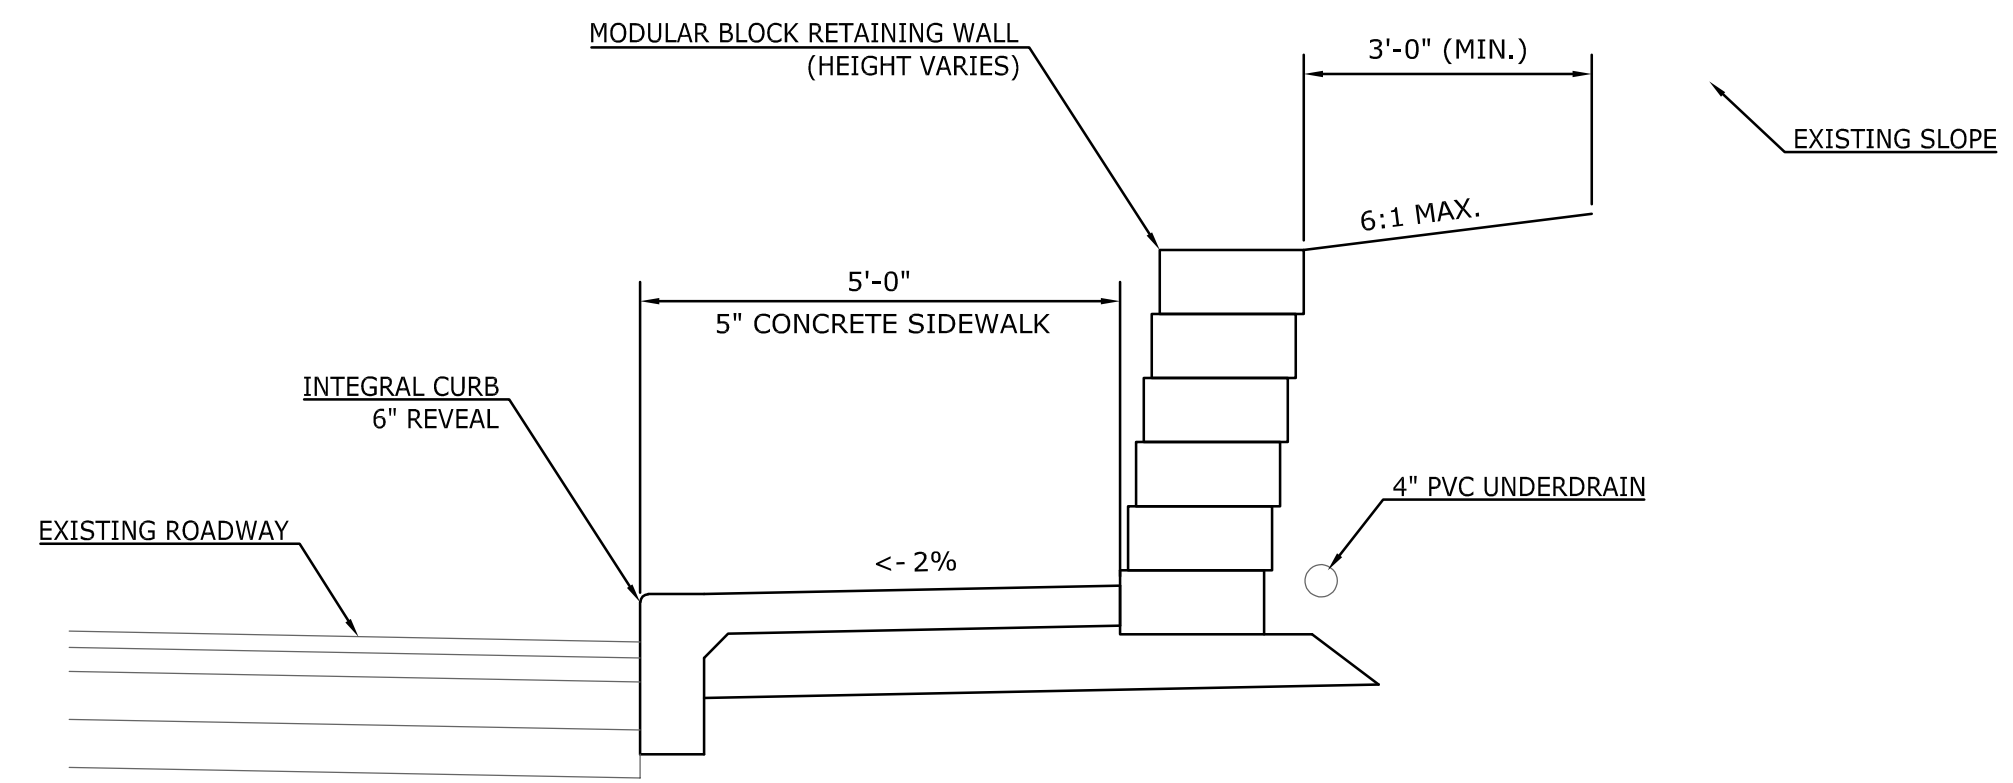 MODULAR BLOCK RETAINING WALL
(HEIGHT VARIES)
3'-0" (MIN.)
EXISTING SLOPE
6:1 MAX.
5'-0"
5" CONCRETE SIDEWALK
INTEGRAL CURB
6" REVEAL
4" PVC UNDERDRAIN
EXISTING ROADWAY
<- 2%